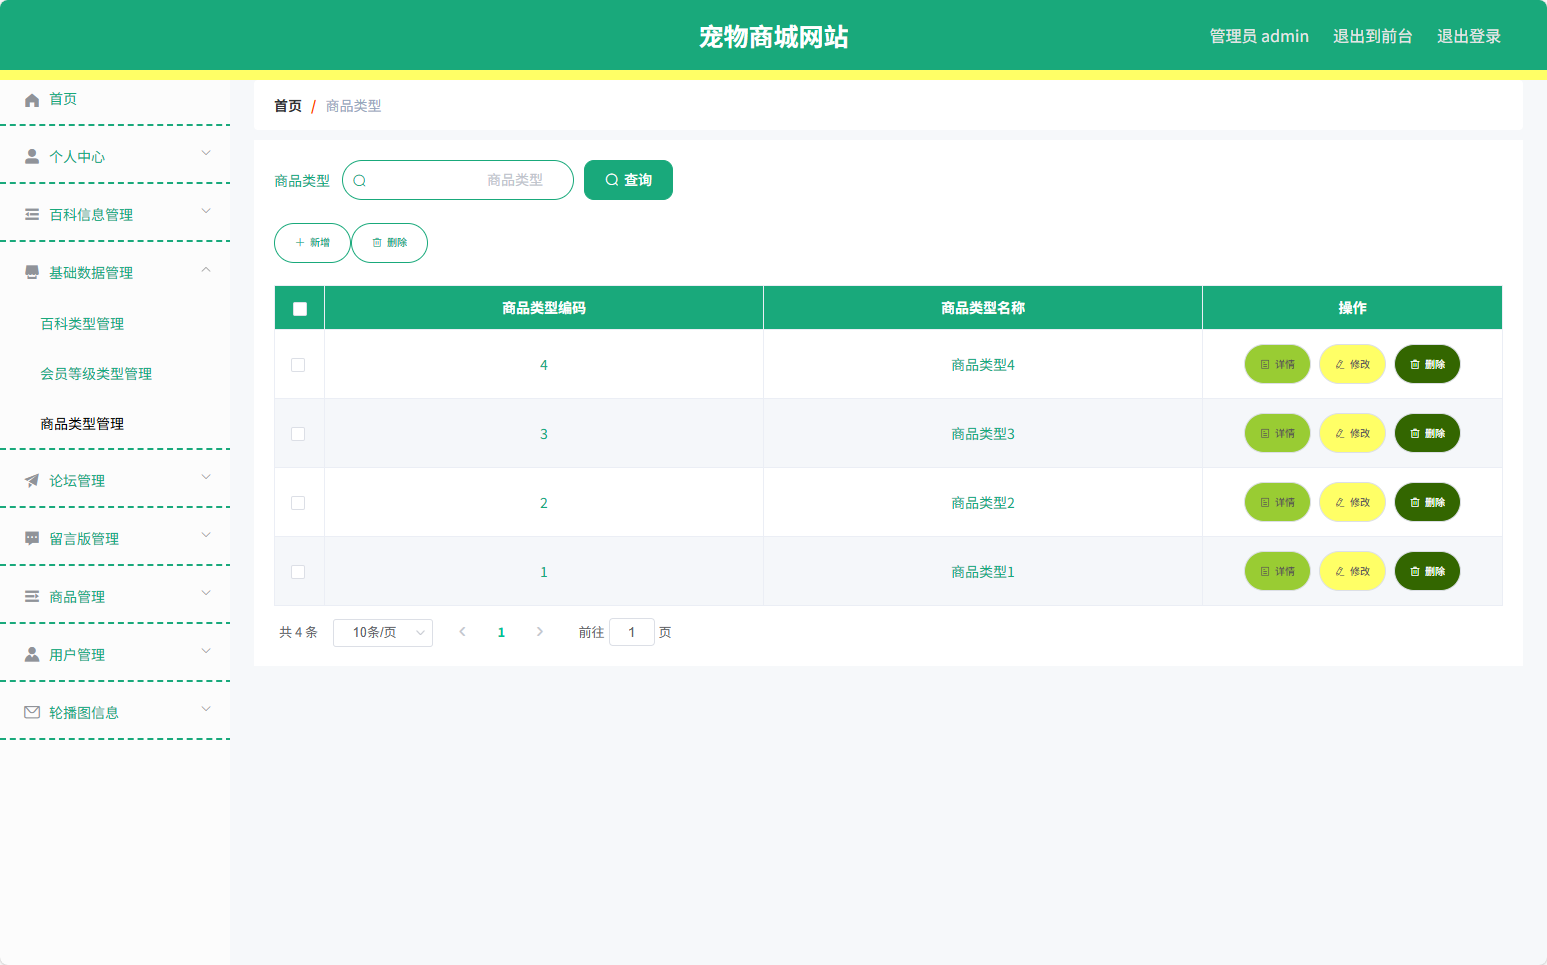 宠物商城网站
管理员 admin 退出到前台 退出登录
首页
个人中心
百科信息管理
基础数据管理
百科类型管理
会员等级类型管理
商品类型管理
论坛管理
留言版管理
商品管理
用户管理
轮播图信息
首页 / 商品类型
商品类型 商品类型 查询
新增 删除
商品类型编码 商品类型名称 操作
4 商品类型4 详情 修改 删除
3 商品类型3 详情 修改 删除
2 商品类型2 详情 修改 删除
1 商品类型1 详情 修改 删除
共 4 条 10条/页 1 前往 1 页